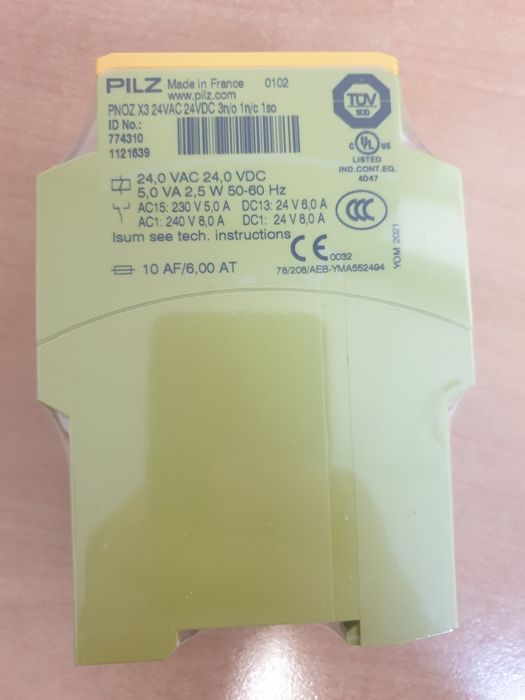 PILZ Made in France 0102
www.pilz.com
PNOZ X3 24VAC 24VDC 3n/o 1n/c 1so
ID No.:
774310
1121639
TÜV
SÜD
C UL US
LISTED
IND.CONT.EQ.
4D47
24,0 VAC 24,0 VDC
5,0 VA 2,5 W 50-60 Hz
AC15: 230 V 5,0 A DC13: 24 V 6,0 A
AC1: 240 V 8,0 A DC1: 24 V 8,0 A
Isum see tech. instructions
CCC
CE 0032
10 AF/6,00 AT
78/208/AEB-YMA552494
YOM 2021